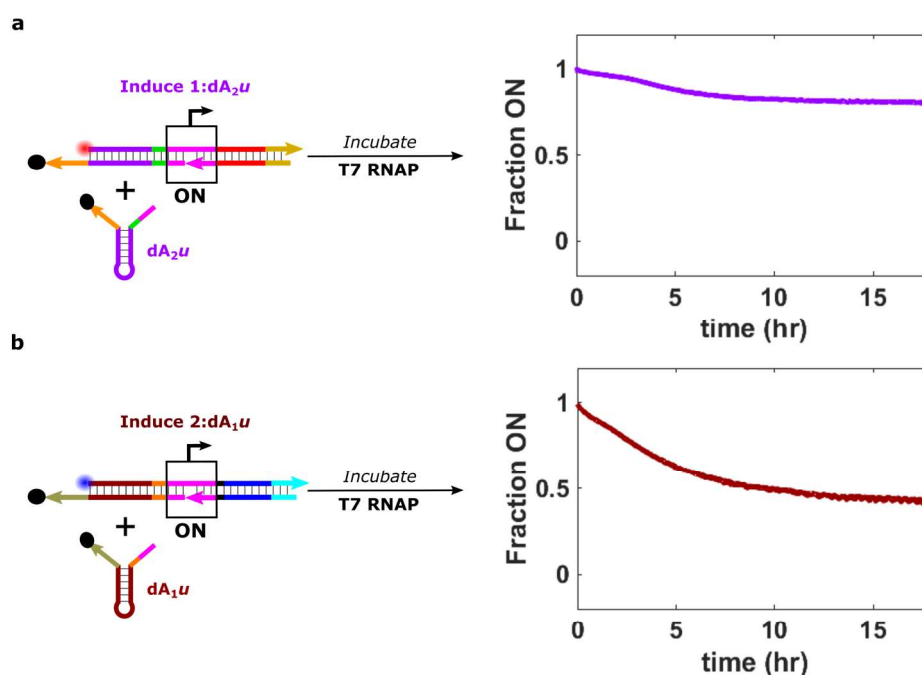 a
Induce 1:dA₂u
Incubate
T7 RNAP
ON
+
dA₂u
Fraction ON
1
0.5
0
0 5 10 15
time (hr)
b
Induce 2:dA₁u
Incubate
T7 RNAP
ON
+
dA₁u
Fraction ON
1
0.5
0
0 5 10 15
time (hr)